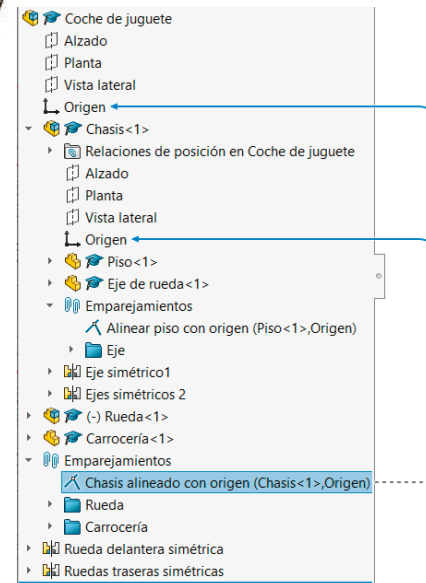 Coche de juguete
Alzado
Planta
Vista lateral
Origen
Chasis<1>
Relaciones de posición en Coche de juguete
Alzado
Planta
Vista lateral
Origen
Piso<1>
Eje de rueda<1>
Emparejamientos
Alinear piso con origen (Piso<1>,Origen)
Eje
Eje simétrico1
Ejes simétricos 2
(-) Rueda<1>
Carrocería<1>
Emparejamientos
Chasis alineado con origen (Chasis<1>,Origen)
Rueda
Carrocería
Rueda delantera simétrica
Ruedas traseras simétricas